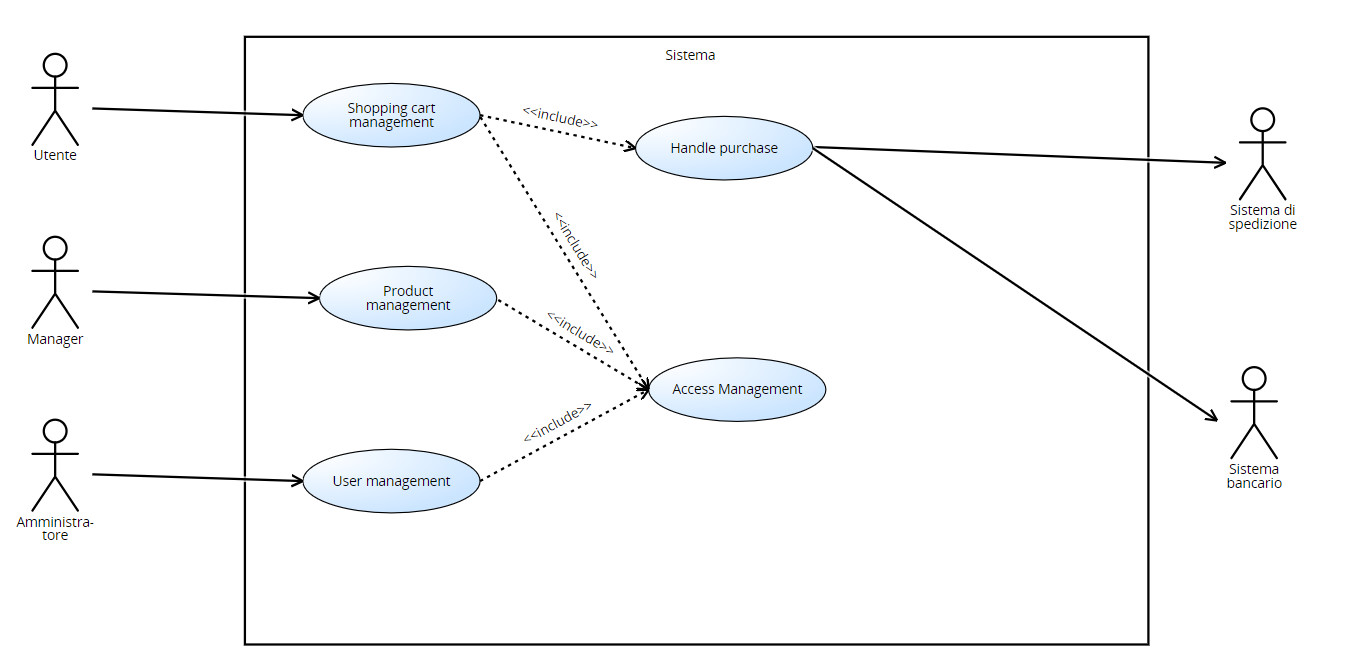 Sistema
Utente
Shopping cart
management
<<include>>
Handle purchase
Sistema di
spedizione
<<include>>
Manager
Product
management
<<include>>
Access Management
<<include>>
Sistema
bancario
Amministra-
tore
User management